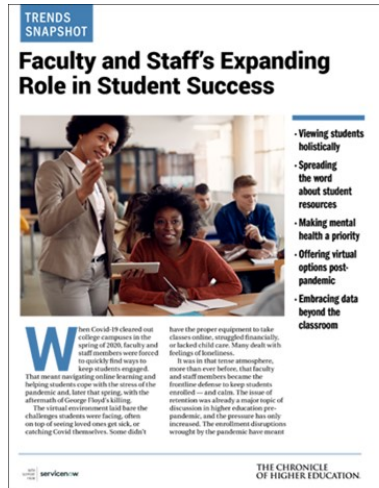 TRENDS
SNAPSHOT
Faculty and Staff's Expanding
Role in Student Success
· Viewing students
holistically
· Spreading
the word
about student
resources
· Making mental
health a priority
· Offering virtual
options post-
pandemic
· Embracing data
beyond the
classroom
When Covid-19 cleared out
college campuses in the
spring of 2020, faculty and
staff members were forced
to quickly find ways to
keep students engaged.
That meant navigating online learning and
helping students cope with the stress of the
pandemic and, later that spring, with the
aftermath of George Floyd's killing.
The virtual environment laid bare the
challenges students were facing, often
on top of seeing loved ones get sick, or
catching Covid themselves. Some didn't
have the proper equipment to take
classes online, struggled financially,
or lacked child care. Many dealt with
feelings of loneliness.
It was in that tense atmosphere,
more than ever before, that faculty
and staff members became the
frontline defense to keep students
enrolled — and calm. The issue of
retention was already a major topic of
discussion in higher education pre-
pandemic, and the pressure has only
increased. The enrollment disruptions
wrought by the pandemic have meant
servicenow
THE CHRONICLE
OF HIGHER EDUCATION